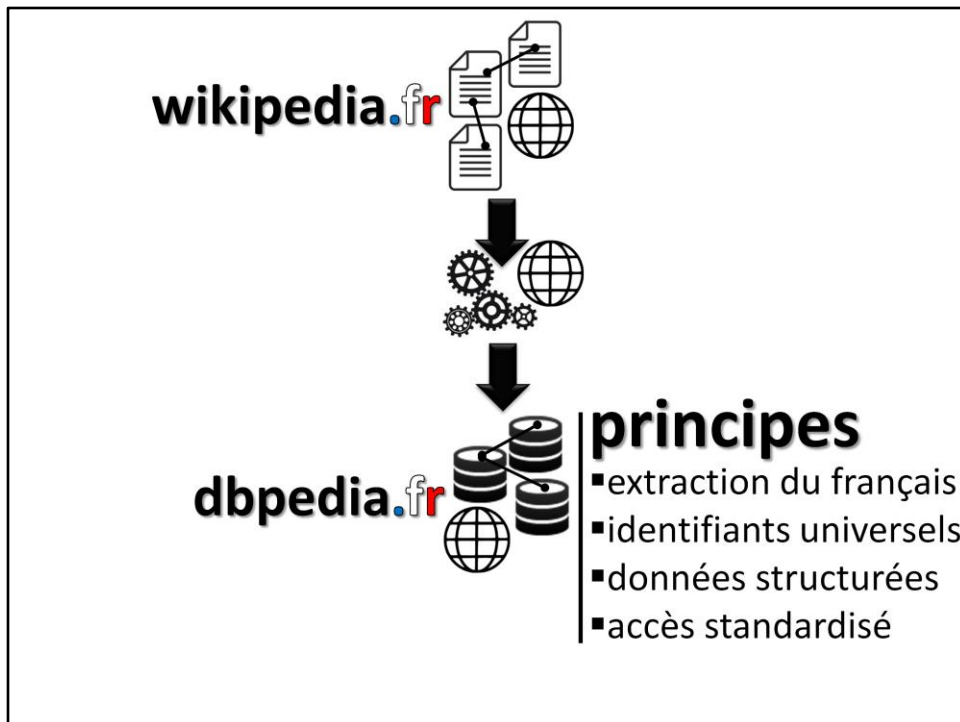 wikipedia.fr
dbpedia.fr
principes
▪extraction du français
▪identifiants universels
▪données structurées
▪accès standardisé